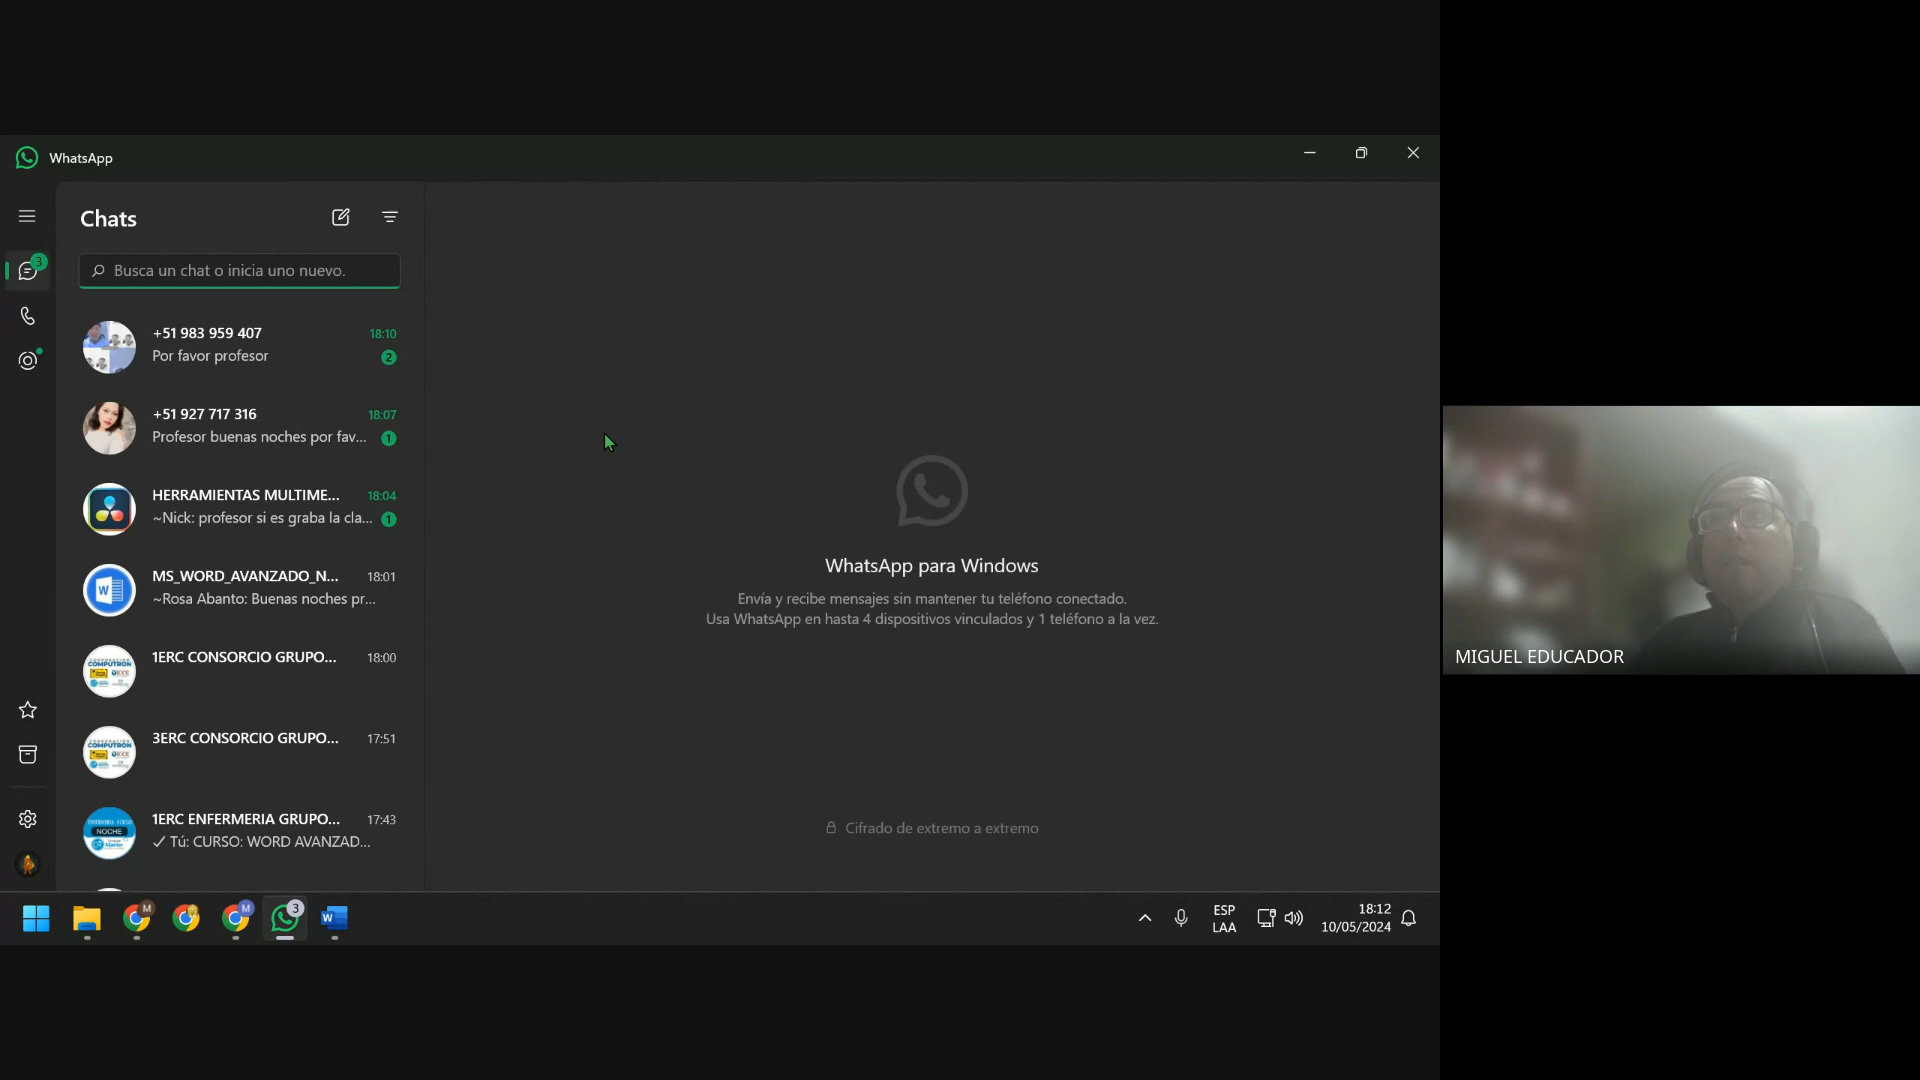 WhatsApp
Chats
3
Busca un chat o inicia uno nuevo.
+51 983 959 407 18:10
Por favor profesor 2
+51 927 717 316 18:07
Profesor buenas noches por fav... 1
HERRAMIENTAS MULTIME... 18:04
~Nick: profesor si es graba la cla... 1
MS_WORD_AVANZADO_N... 18:01
~Rosa Abanto: Buenas noches pr...
1ERC CONSORCIO GRUPO... 18:00
COMPUTRON
3ERC CONSORCIO GRUPO... 17:51
COMPUTRON
1ERC ENFERMERIA GRUPO... 17:43
✓ Tú: CURSO: WORD AVANZAD...
NOCHE
WhatsApp para Windows
Envía y recibe mensajes sin mantener tu teléfono conectado.
Usa WhatsApp en hasta 4 dispositivos vinculados y 1 teléfono a la vez.
Cifrado de extremo a extremo
MIGUEL EDUCADOR
M
M
3
W
ESP
LAA
18:12
10/05/2024